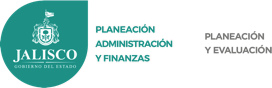 JALISCO
GOBIERNO DEL ESTADO
PLANEACIÓN
ADMINISTRACIÓN
Y FINANZAS
PLANEACIÓN
Y EVALUACIÓN